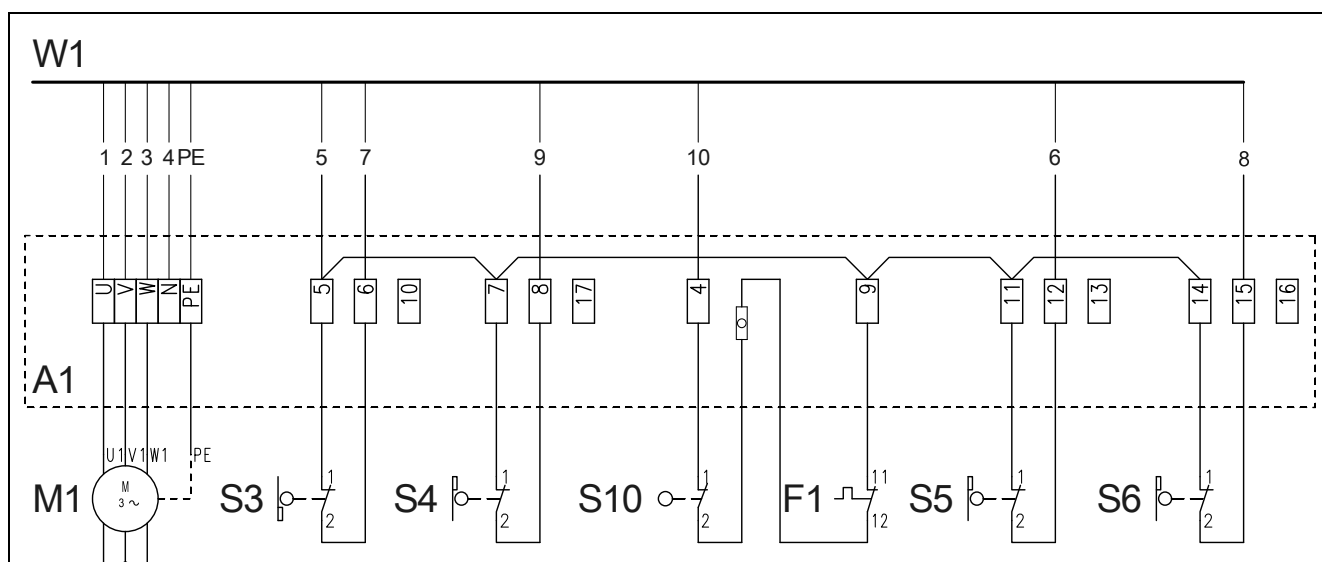 W1
1 2 3 4 PE 5 7 9 10 6 8
U V W N PE 5 6 10 7 8 17 4 9 11 12 13 14 15 16
A1
U1 V1 W1 PE
1 1 1 11 1 1
M1 M 3~ S3 S4 S10 F1 S5 S6
2 2 2 12 2 2